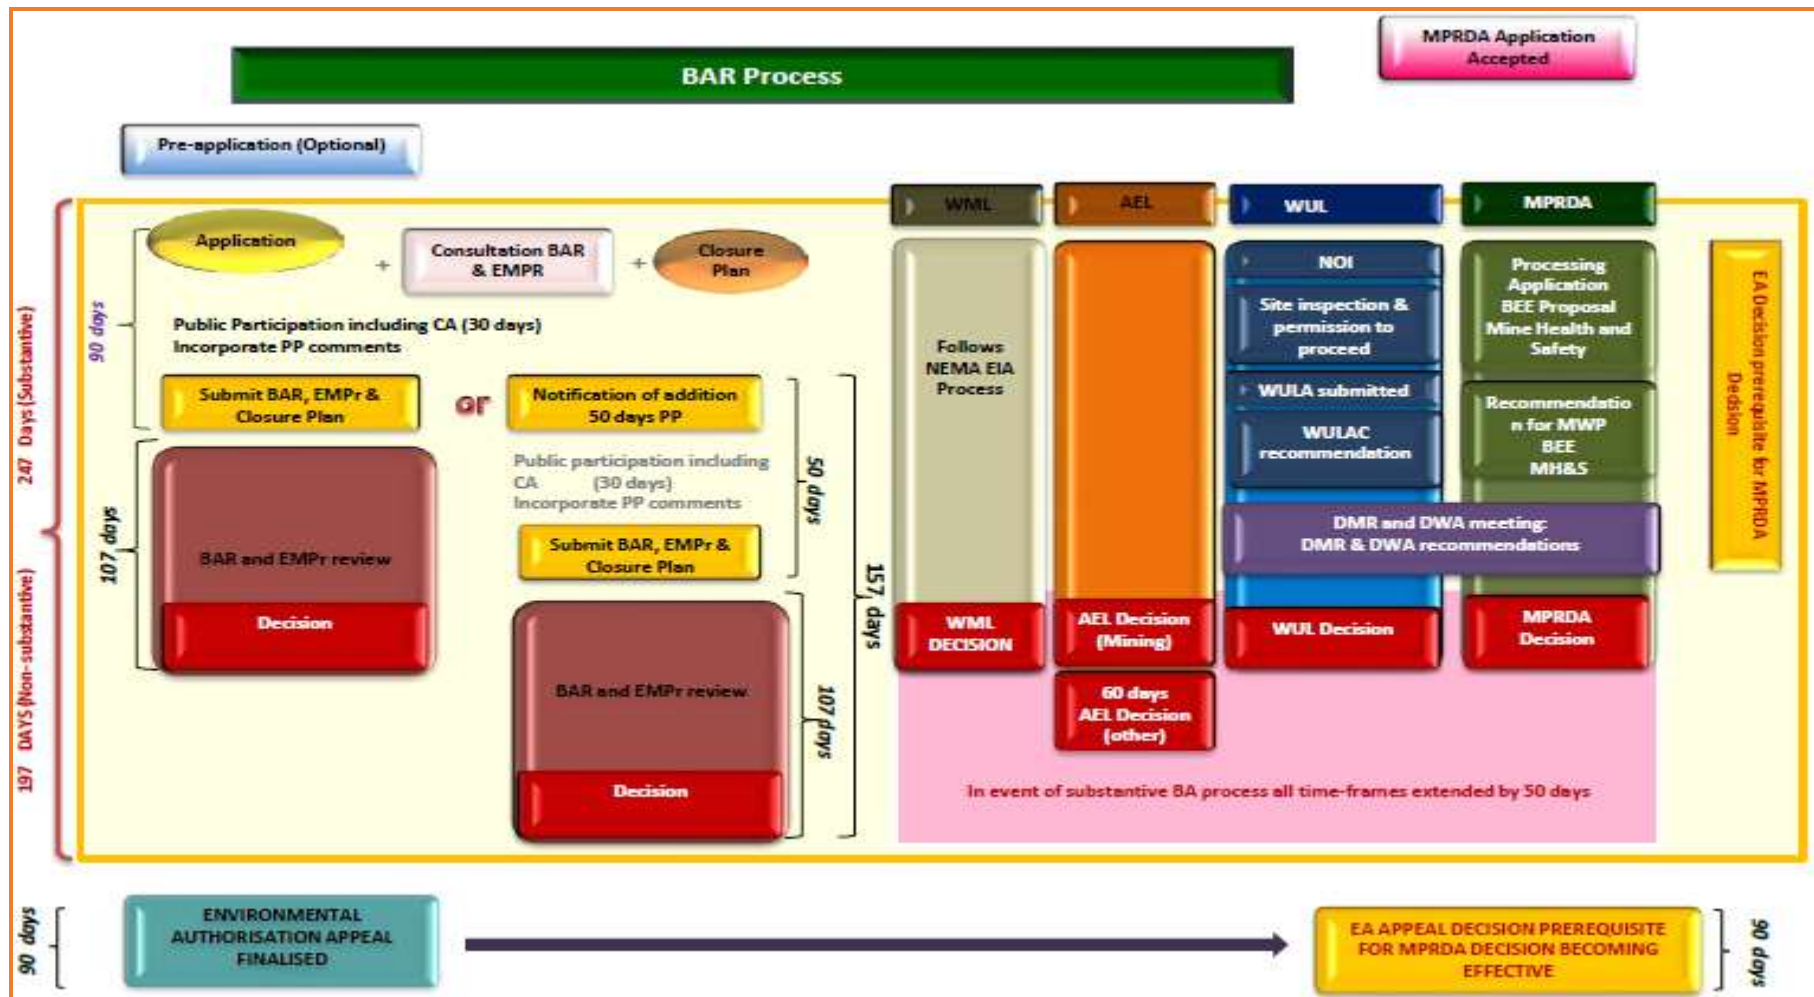 MPRDA Application
Accepted
BAR Process
Pre-application (Optional)
WML
AEL
WUL
MPRDA
Application
+
Consultation BAR
& EMPR
+
Closure
Plan
90 days
Public Participation including CA (30 days)
Incorporate PP comments
Submit BAR, EMPr &
Closure Plan
or
Notification of addition
50 days PP
Public participation including
CA (30 days)
Incorporate PP comments
Submit BAR, EMPr &
Closure Plan
50 days
BAR and EMPr review
Decision
107 days
BAR and EMPr review
Decision
107 days
157, days
247 Days (Substantive)
197 DAYS (Non-substantive)
Follows
NEMA EIA
Process
WML
DECISION
AEL Decision
(Mining)
60 days
AEL Decision
(other)
NOI
Site inspection &
permission to
proceed
WULA submitted
WULAC
recommendation
Processing
Application
BEE Proposal
Mine Health and
Safety
Recommendatio
n for MWP
BEE
MH&S
DMR and DWA meeting:
DMR & DWA recommendations
WUL Decision
MPRDA
Decision
EA Decision prerequisite for MPRDA
Decision
In event of substantive BA process all time-frames extended by 50 days
90 days
ENVIRONMENTAL
AUTHORISATION APPEAL
FINALISED
EA APPEAL DECISION PREREQUISITE
FOR MPRDA DECISION BECOMING
EFFECTIVE
90 days